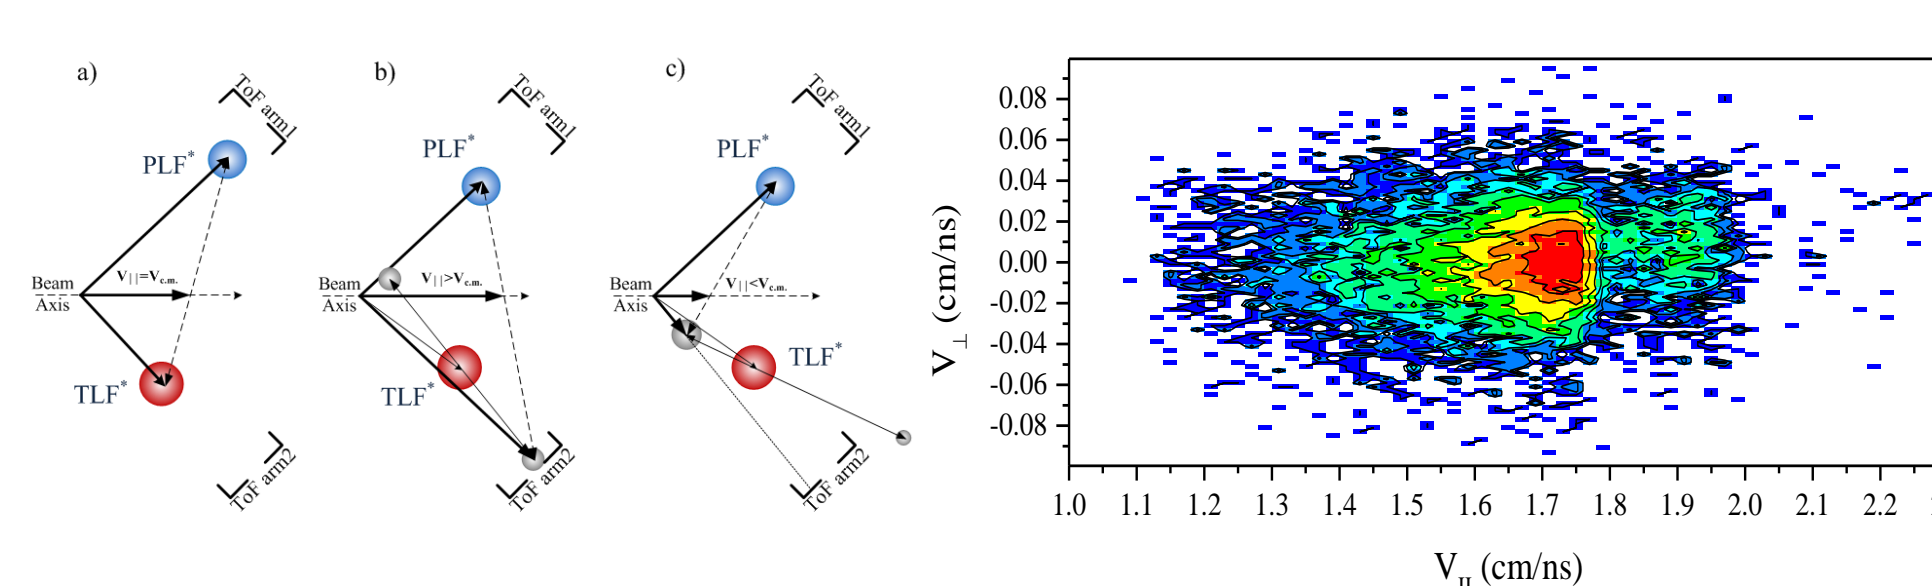 a)
ToF arm1
PLF*
Beam
Axis
V||=Vc.m.
TLF*
ToF arm2
b)
ToF arm1
PLF*
Beam
Axis
V||>Vc.m.
TLF*
ToF arm2
c)
ToF arm1
PLF*
Beam
Axis
V||<Vc.m.
TLF*
ToF arm2
V⊥ (cm/ns)
0.08
0.06
0.04
0.02
0.00
-0.02
-0.04
-0.06
-0.08
1.0 1.1 1.2 1.3 1.4 1.5 1.6 1.7 1.8 1.9 2.0 2.1 2.2
V|| (cm/ns)